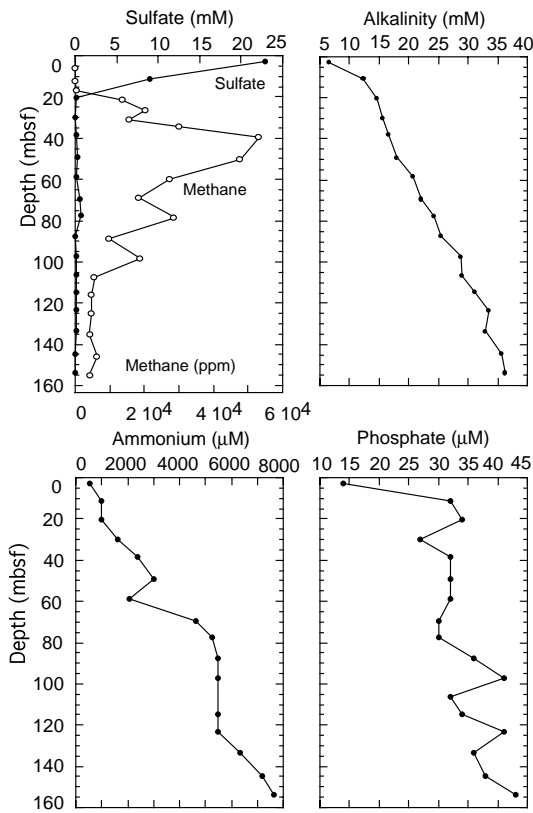 Sulfate (mM)
Alkalinity (mM)
0 5 10 15 20 25
5 10 15 20 25 30 35 40
0
20
40
60
80
100
120
140
160
Depth (mbsf)
Sulfate
Methane
Methane (ppm)
0 2 10 4 6 10 4
Ammonium (µM)
Phosphate (µM)
0 2000 4000 6000 8000
10 15 20 25 30 35 40 45
0
20
40
60
80
100
120
140
160
Depth (mbsf)